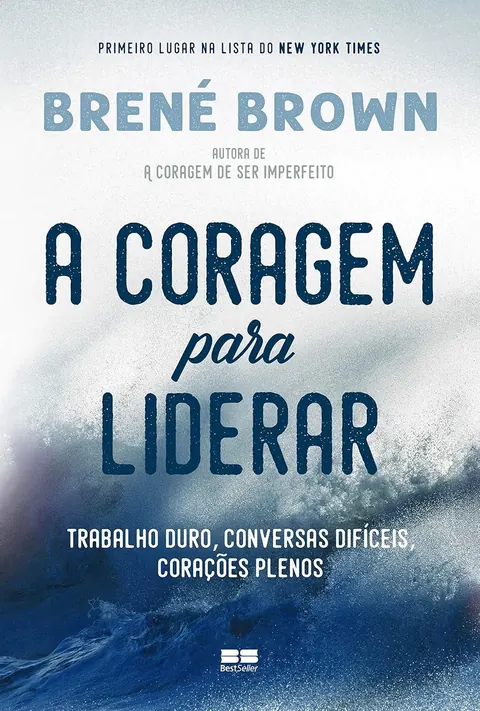 PRIMEIRO LUGAR NA LISTA DO NEW YORK TIMES
BRENÉ BROWN
AUTORA DE
A CORAGEM DE SER IMPERFEITO
A CORAGEM
para
LIDERAR
TRABALHO DURO, CONVERSAS DIFÍCEIS,
CORAÇÕES PLENOS
BS
BestSeller